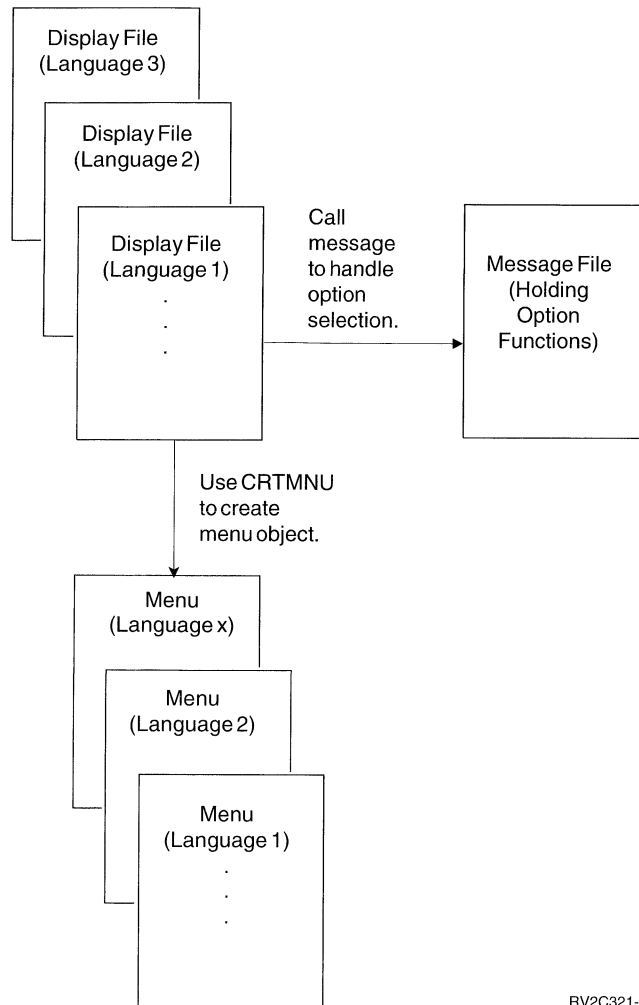 Display File
(Language 3)
Display File
(Language 2)
Display File
(Language 1)
.
.
.
Call
message
to handle
option
selection.
Message File
(Holding
Option
Functions)
Use CRTMNU
to create
menu object.
Menu
(Language x)
Menu
(Language 2)
Menu
(Language 1)
.
.
.